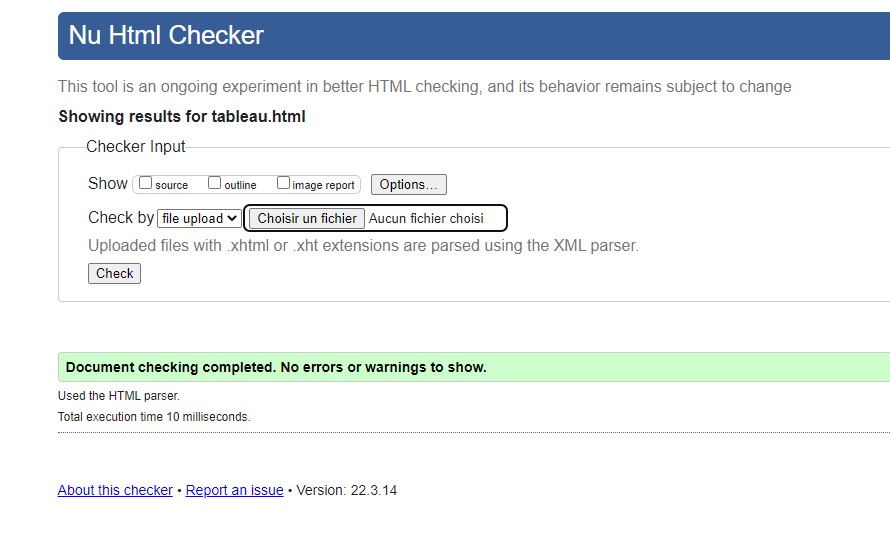 Nu Html Checker
This tool is an ongoing experiment in better HTML checking, and its behavior remains subject to change
Showing results for tableau.html
Checker Input
Show source outline image report Options...
Check by file upload Choisir un fichier Aucun fichier choisi
Uploaded files with .xhtml or .xht extensions are parsed using the XML parser.
Check
Document checking completed. No errors or warnings to show.
Used the HTML parser.
Total execution time 10 milliseconds.
About this checker • Report an issue • Version: 22.3.14